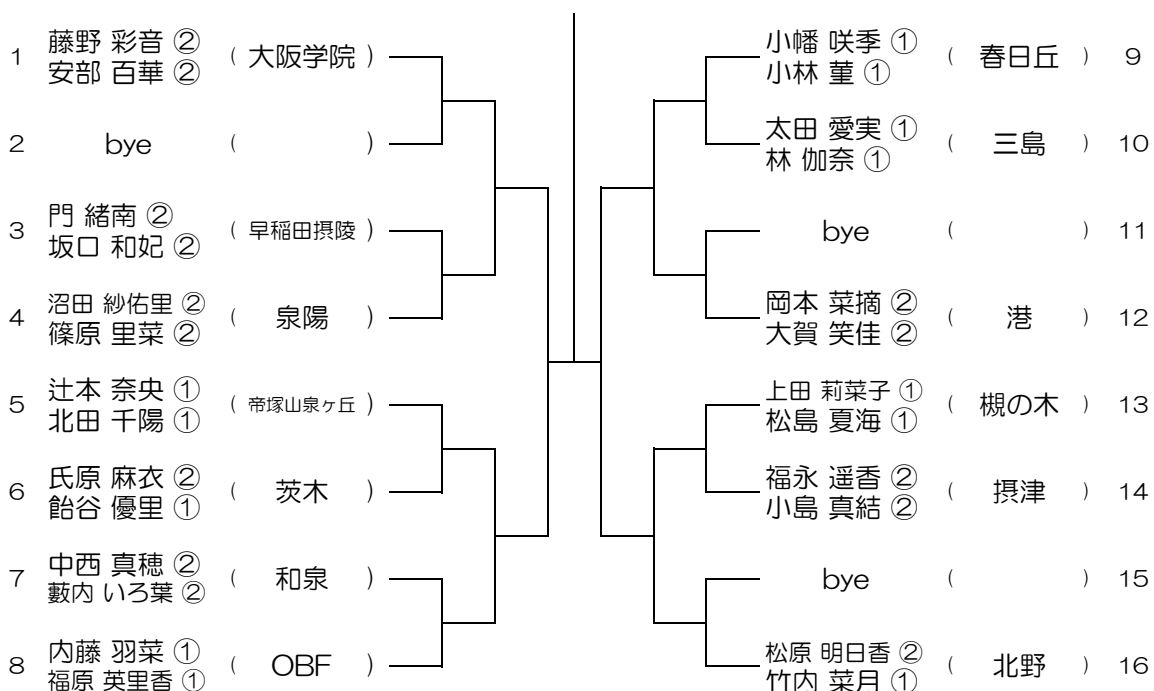 1 藤野 彩音 ② ( 大阪学院 )
安部 百華 ②
2 bye ( )
3 門 緒南 ② ( 早稲田摂陵 )
坂口 和妃 ②
4 沼田 紗佑里 ② ( 泉陽 )
篠原 里菜 ②
5 辻本 奈央 ① ( 帝塚山泉ヶ丘 )
北田 千陽 ①
6 氏原 麻衣 ② ( 茨木 )
飴谷 優里 ①
7 中西 真穂 ② ( 和泉 )
藪内 いろ葉 ②
8 内藤 羽菜 ① ( OBF )
福原 英里香 ①
小幡 咲季 ① ( 春日丘 ) 9
小林 菫 ①
太田 愛実 ① ( 三島 ) 10
林 伽奈 ①
bye ( ) 11
岡本 菜摘 ② ( 港 ) 12
大賀 笑佳 ②
上田 莉菜子 ① ( 槻の木 ) 13
松島 夏海 ①
福永 遥香 ② ( 摂津 ) 14
小島 真結 ②
bye ( ) 15
松原 明日香 ② ( 北野 ) 16
竹内 菜月 ①